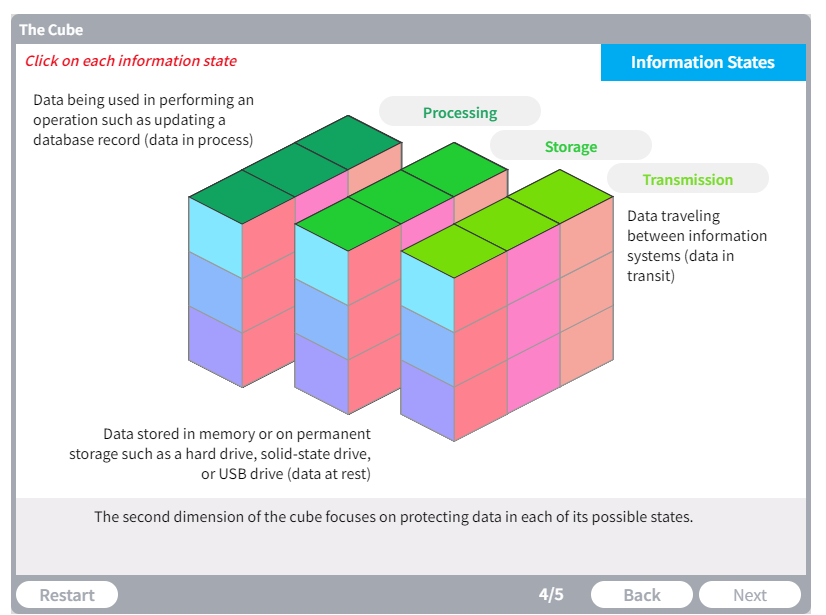 The Cube
Click on each information state
Information States
Data being used in performing an
operation such as updating a
database record (data in process)
Processing
Storage
Transmission
Data traveling
between information
systems (data in
transit)
Data stored in memory or on permanent
storage such as a hard drive, solid-state drive,
or USB drive (data at rest)
The second dimension of the cube focuses on protecting data in each of its possible states.
Restart
4/5
Back
Next